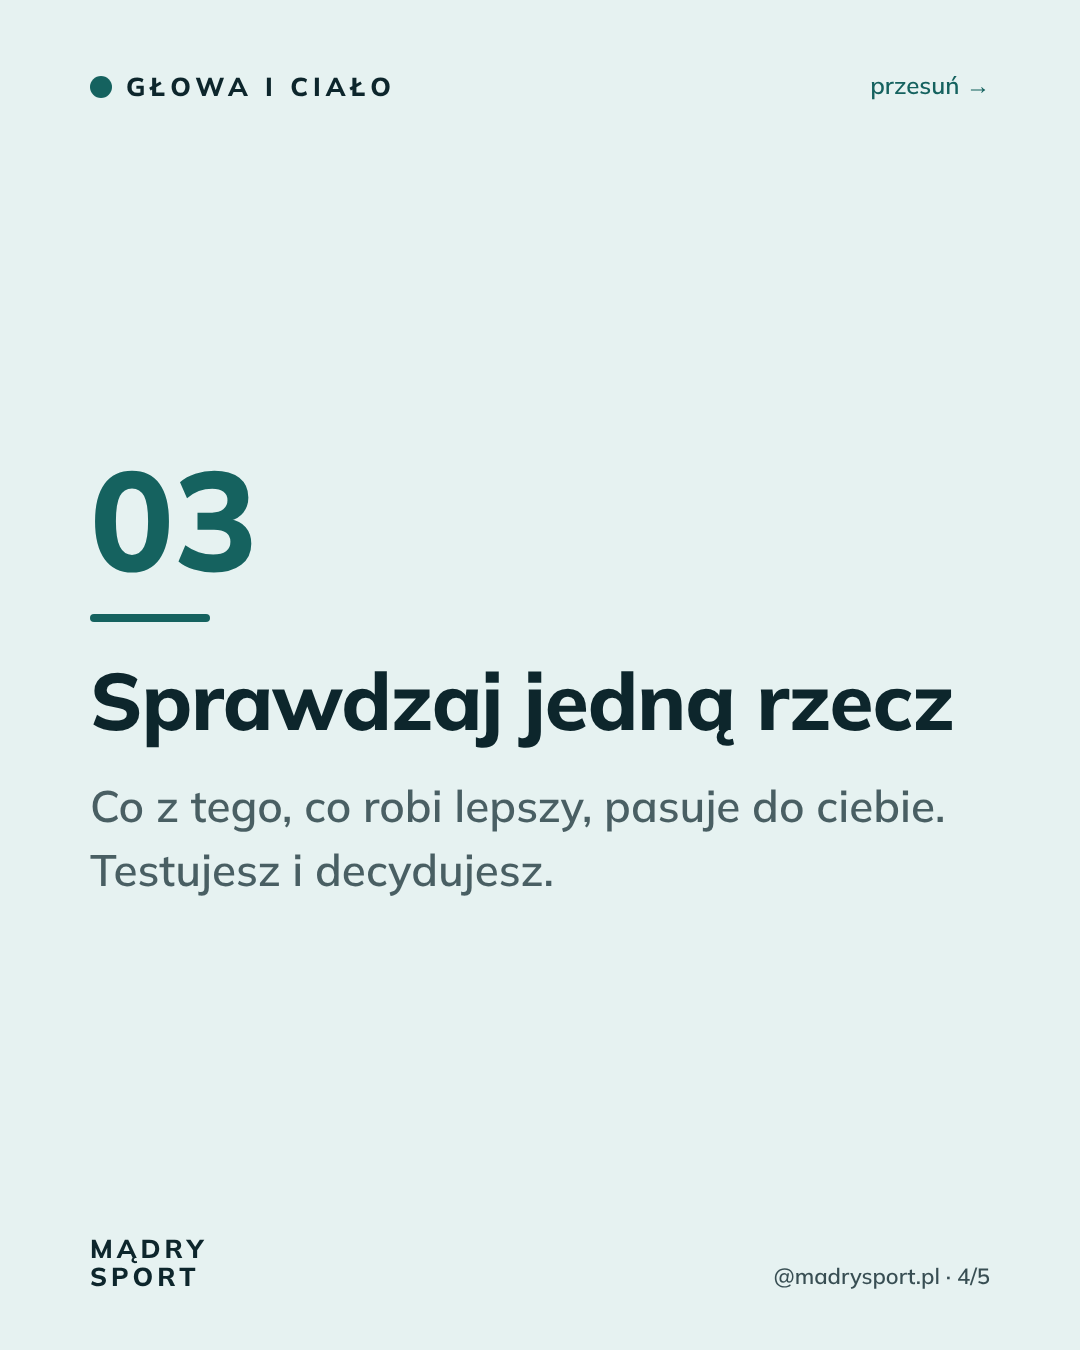 GŁOWA I CIAŁO
przesuń →
03
Sprawdzaj jedną rzecz
Co z tego, co robi lepszy, pasuje do ciebie.
Testujesz i decydujesz.
MĄDRY
SPORT
@madrysport.pl · 4/5